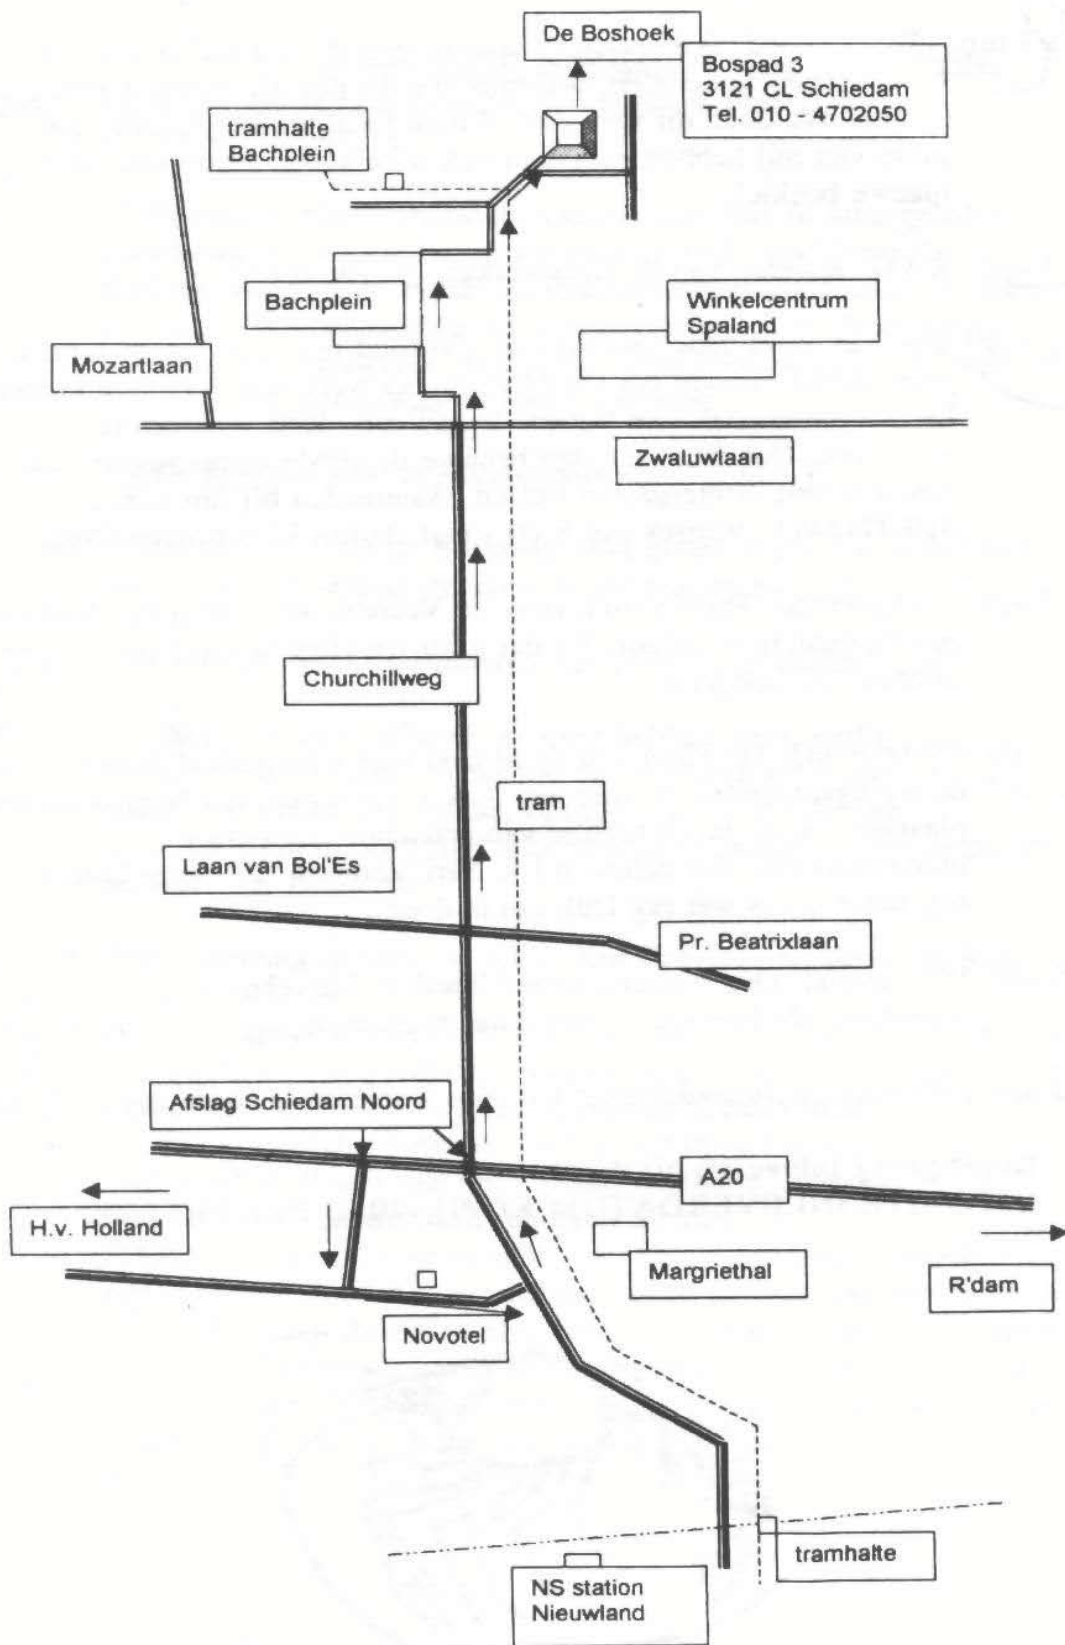 De Boshoek
Bospad 3
3121 CL Schiedam
Tel. 010 - 4702050
tramhalte
Bachplein
Bachplein
Winkelcentrum
Spaland
Mozartlaan
Zwaluwlaan
Churchillweg
tram
Laan van Bol'Es
Pr. Beatrixlaan
Afslag Schiedam Noord
A20
H.v. Holland
Margriethal
R'dam
Novotel
tramhalte
NS station
Nieuwland